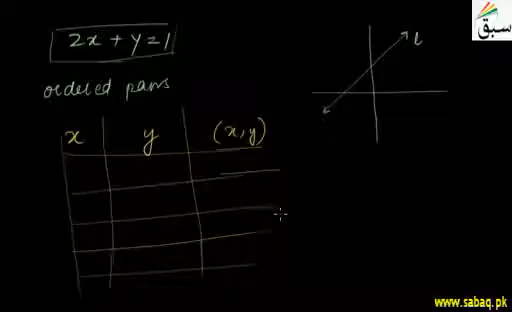 2x + y = 1
سبق
l
ordered pairs
x y (x,y)
www.sabaq.pk